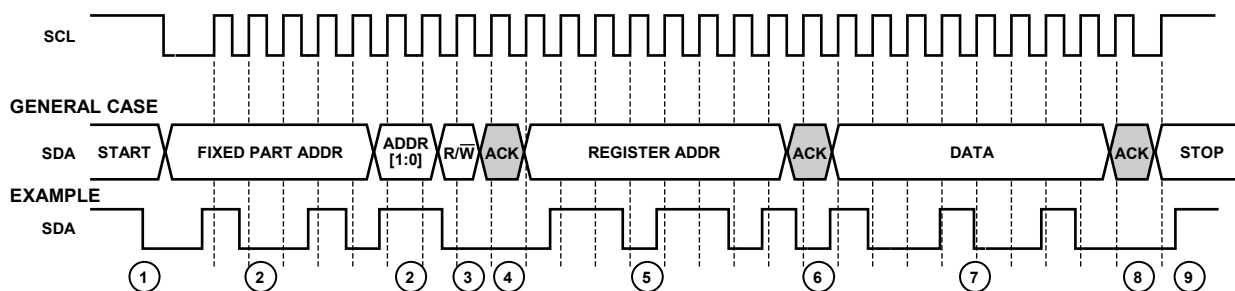 SCL
GENERAL CASE
SDA START FIXED PART ADDR ADDR [1:0] R/W̅ ACK REGISTER ADDR ACK DATA ACK STOP
EXAMPLE
SDA
1 2 2 3 4 5 6 7 8 9